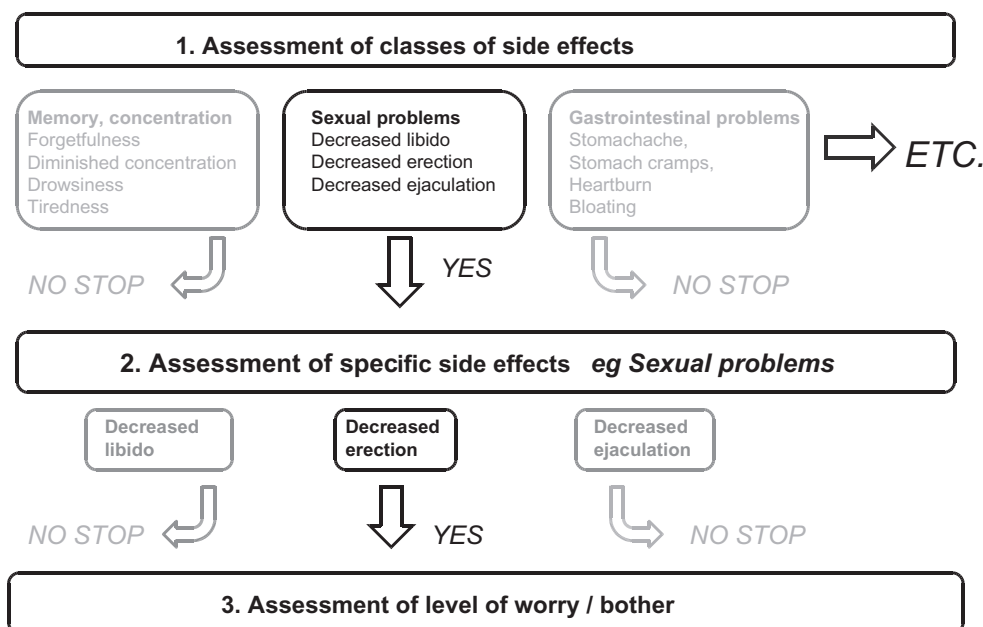 1. Assessment of classes of side effects
Memory, concentration
Forgetfulness
Diminished concentration
Drowsiness
Tiredness
Sexual problems
Decreased libido
Decreased erection
Decreased ejaculation
Gastrointestinal problems
Stomachache,
Stomach cramps,
Heartburn
Bloating
ETC.
NO STOP
YES
NO STOP
2. Assessment of specific side effects eg Sexual problems
Decreased
libido
Decreased
erection
Decreased
ejaculation
NO STOP
YES
NO STOP
3. Assessment of level of worry / bother